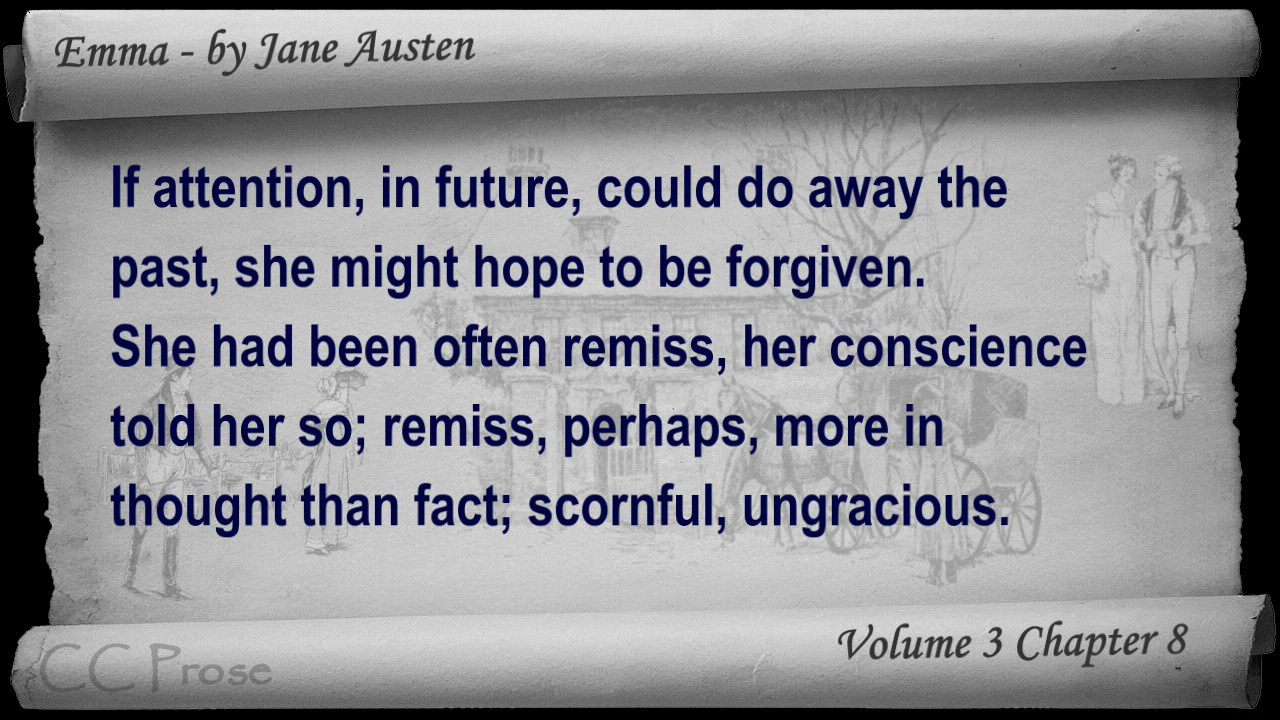 Emma - by Jane Austen
If attention, in future, could do away the
past, she might hope to be forgiven.
She had been often remiss, her conscience
told her so; remiss, perhaps, more in
thought than fact; scornful, ungracious.
Volume 3 Chapter 8
CC Prose